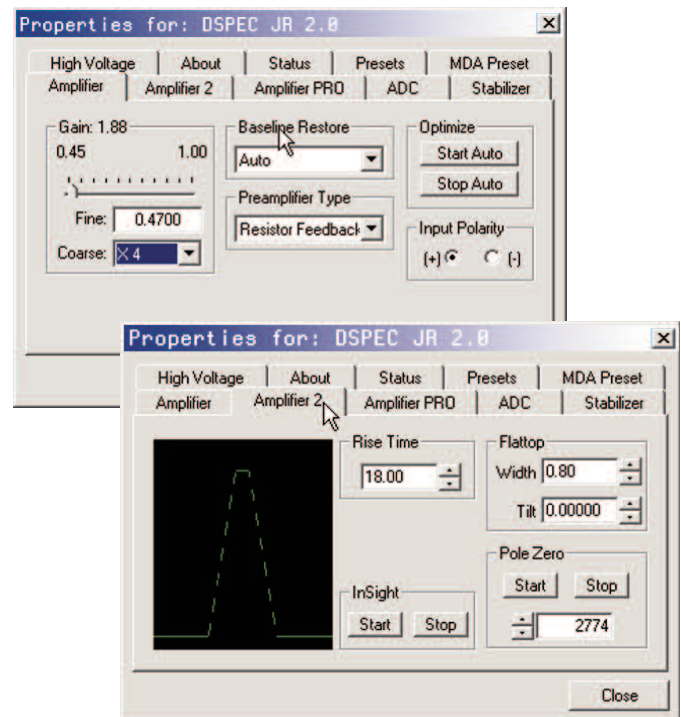 Properties for: DSPEC JR 2.0
High Voltage About Status Presets MDA Preset
Amplifier Amplifier 2 Amplifier PRO ADC Stabilizer
Gain: 1.88
0.45 1.00
Fine: 0.4700
Coarse: X 4
Baseline Restore
Auto
Preamplifier Type
Resistor Feedback
Optimize
Start Auto
Stop Auto
Input Polarity
(+) (-)
Properties for: DSPEC JR 2.0
High Voltage About Status Presets MDA Preset
Amplifier Amplifier 2 Amplifier PRO ADC Stabilizer
Rise Time
18.00
InSight
Start Stop
Flattop
Width 0.80
Tilt 0.00000
Pole Zero
Start Stop
2774
Close